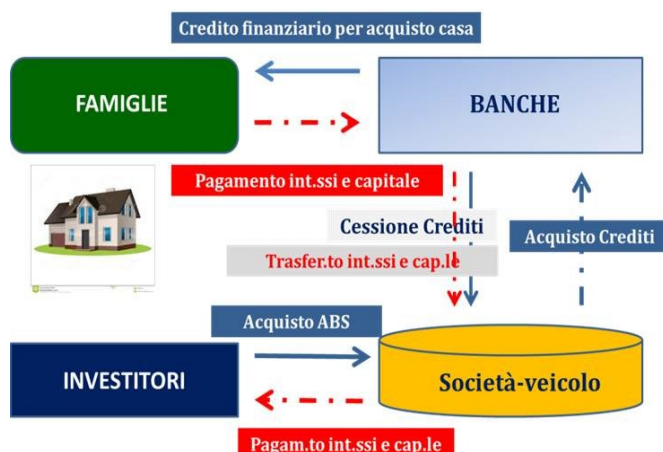 Credito finanziario per acquisto casa
FAMIGLIE
BANCHE
Pagamento int.ssi e capitale
Cessione Crediti
Acquisto Crediti
Trasfer.to int.ssi e cap.le
Acquisto ABS
INVESTITORI
Società-veicolo
Pagam.to int.ssi e cap.le